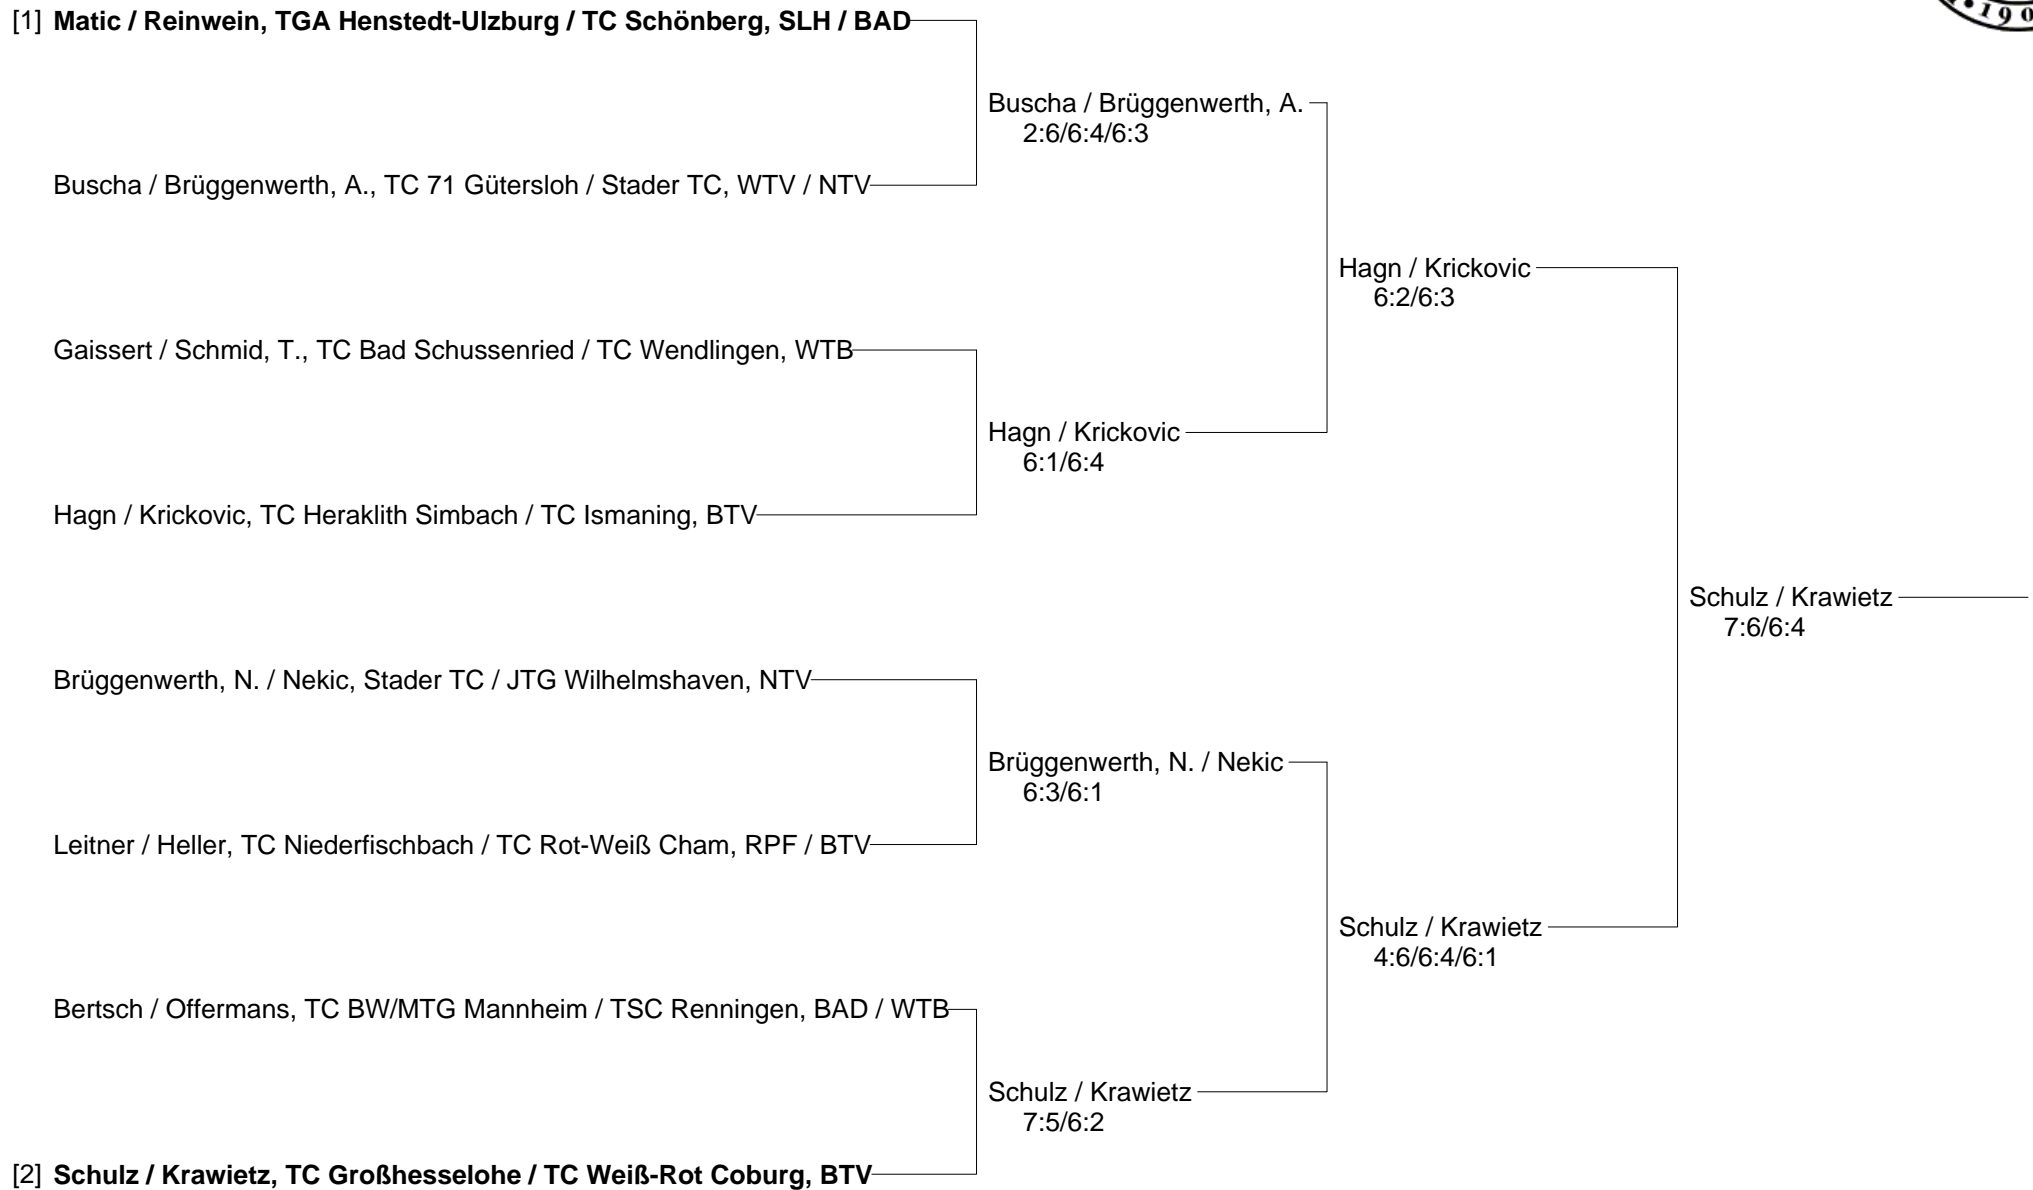 [1] Matic / Reinwein, TGA Henstedt-Ulzburg / TC Schönberg, SLH / BAD
Buscha / Brüggenwerth, A.
2:6/6:4/6:3
Buscha / Brüggenwerth, A., TC 71 Gütersloh / Stader TC, WTV / NTV
Hagn / Krickovic
6:2/6:3
Gaissert / Schmid, T., TC Bad Schussenried / TC Wendlingen, WTB
Hagn / Krickovic
6:1/6:4
Hagn / Krickovic, TC Heraklith Simbach / TC Ismaning, BTV
Schulz / Krawietz
7:6/6:4
Brüggenwerth, N. / Nekic, Stader TC / JTG Wilhelmshaven, NTV
Brüggenwerth, N. / Nekic
6:3/6:1
Leitner / Heller, TC Niederfischbach / TC Rot-Weiß Cham, RPF / BTV
Schulz / Krawietz
4:6/6:4/6:1
Bertsch / Offermans, TC BW/MTG Mannheim / TSC Renningen, BAD / WTB
Schulz / Krawietz
7:5/6:2
[2] Schulz / Krawietz, TC Großhesselohe / TC Weiß-Rot Coburg, BTV